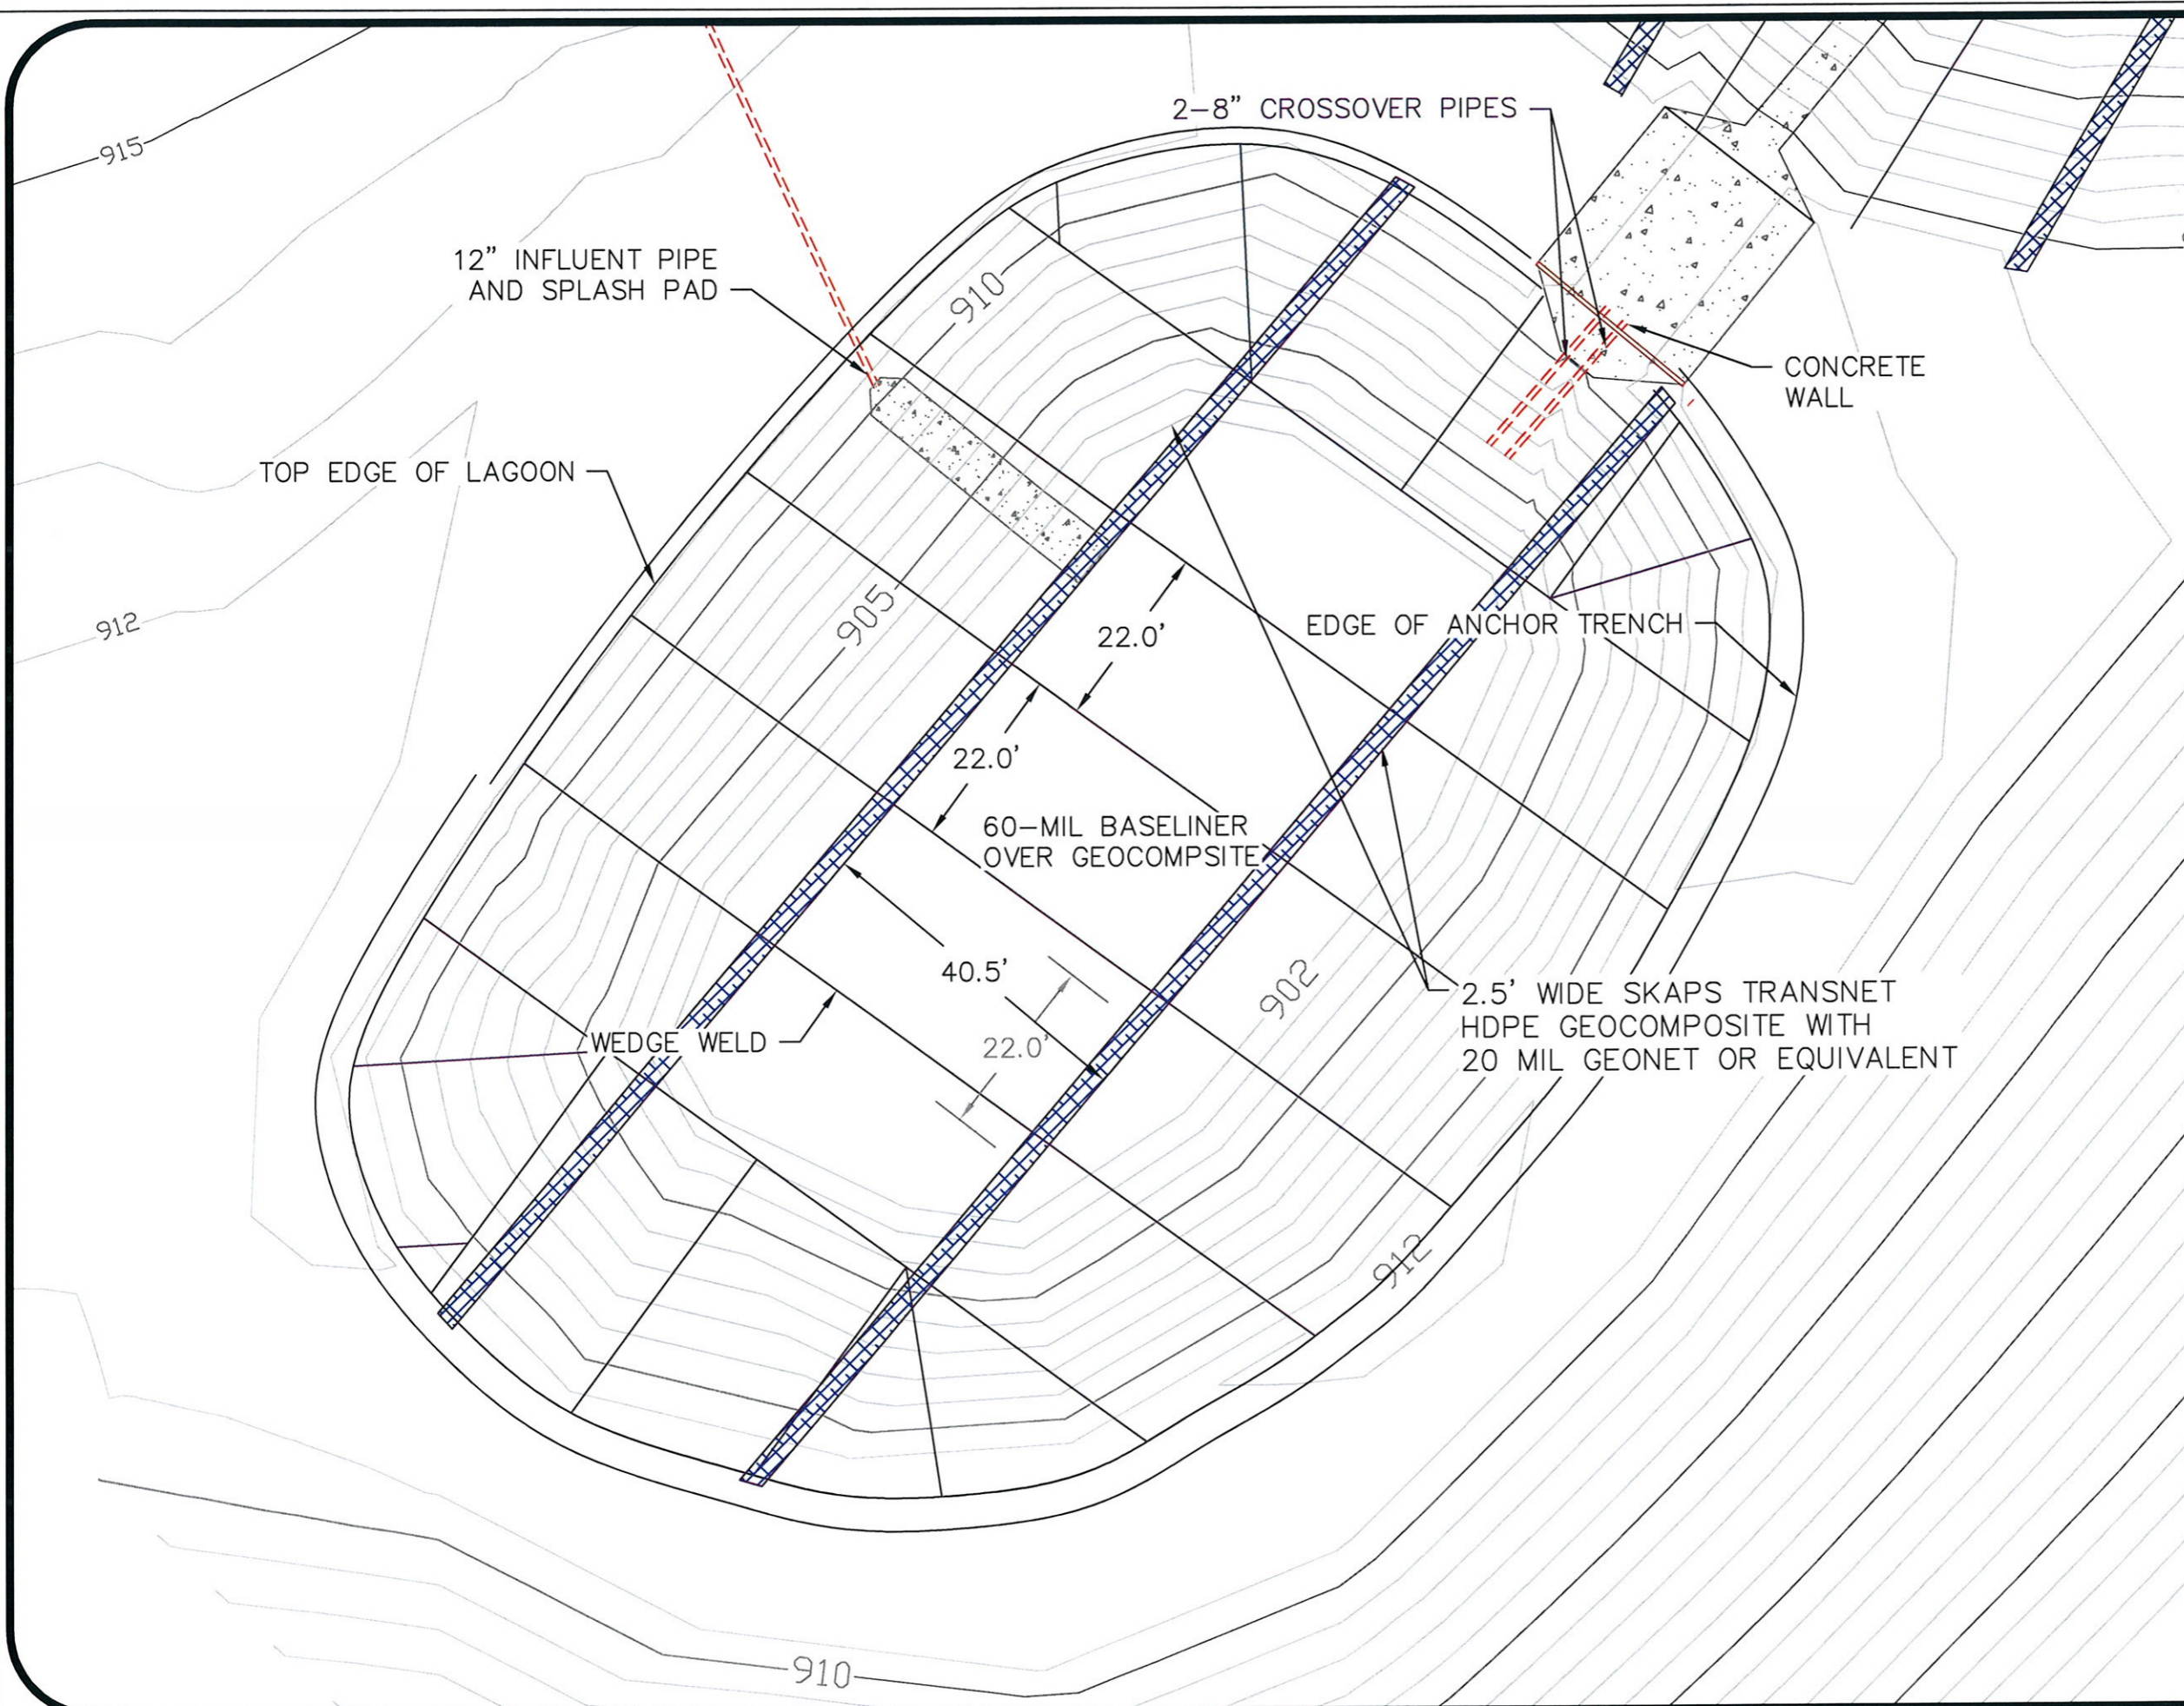 2-8" CROSSOVER PIPES
915
12" INFLUENT PIPE
AND SPLASH PAD
910
CONCRETE
WALL
TOP EDGE OF LAGOON
905
912
22.0'
EDGE OF ANCHOR TRENCH
22.0'
60-MIL BASELINER
OVER GEOCOMPSITE
40.5'
902
2.5' WIDE SKAPS TRANSNET
HDPE GEOCOMPOSITE WITH
20 MIL GEONET OR EQUIVALENT
WEDGE WELD
22.0'
912
910